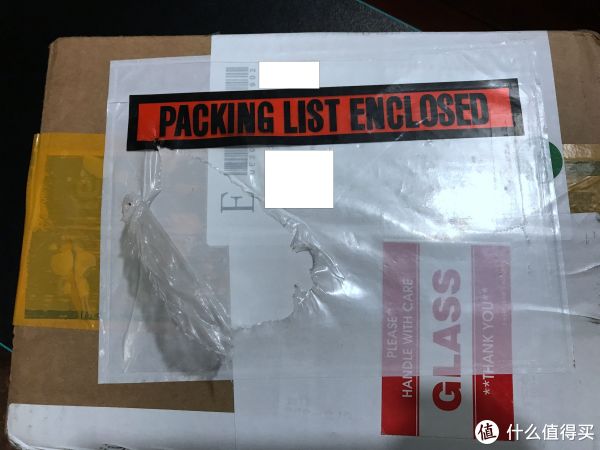 PACKING LIST ENCLOSED
E
PLEASE
HANDLE WITH CARE
GLASS
**THANK YOU**
值 什么值得买